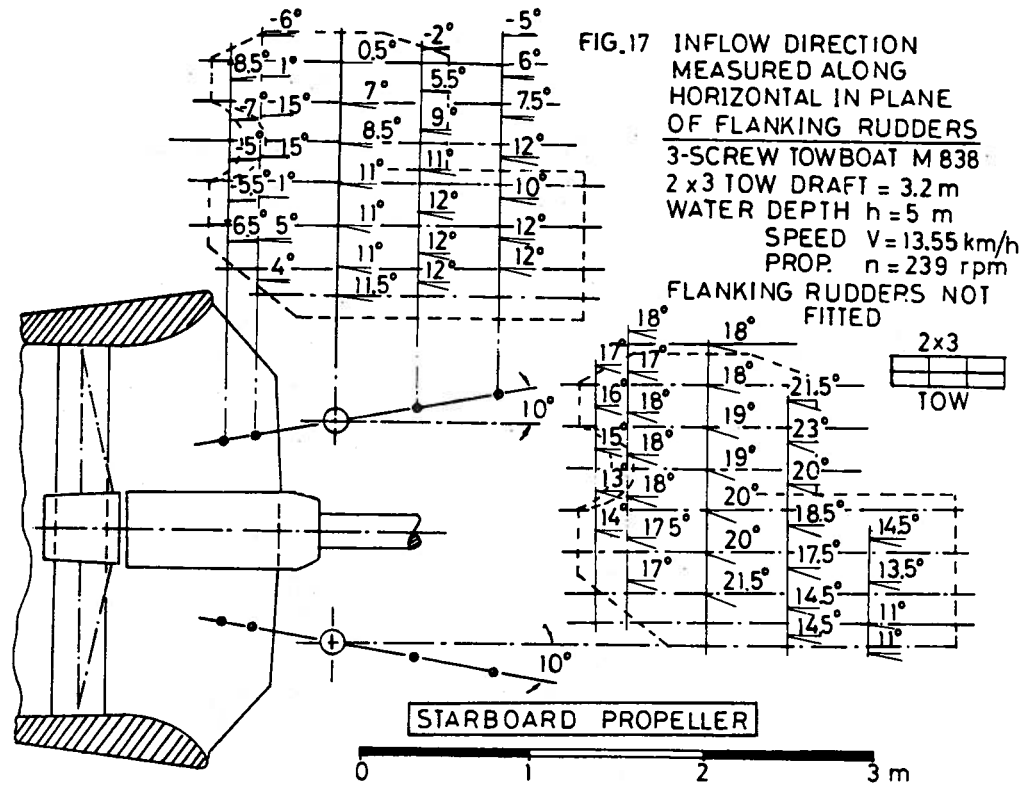 FIG.17 INFLOW DIRECTION
MEASURED ALONG
HORIZONTAL IN PLANE
OF FLANKING RUDDERS
3-SCREW TOWBOAT M 838
2 x 3 TOW DRAFT = 3.2 m
WATER DEPTH h = 5 m
SPEED V = 13.55 km/h
PROP. n = 239 rpm
FLANKING RUDDERS NOT
FITTED
2x3
TOW
-6° -2° -5°
8.5° 1° 0.5° 5.5° 6°
-7° -15° 7° 9° 7.5°
-5° 15° 8.5° 11° 12°
-5.5° -1° 11° 12° 10°
6.5° 5° 11° 12° 12°
4° 11° 12° 12°
11.5°
10°
18° 18°
17° 17° 18° 21.5°
16° 18° 19° 23°
15° 18° 19° 20°
13° 18° 20° 18.5° 14.5°
14° 17.5° 20° 17.5° 13.5°
17° 21.5° 14.5° 11°
14.5° 11°
10°
STARBOARD PROPELLER
0 1 2 3 m